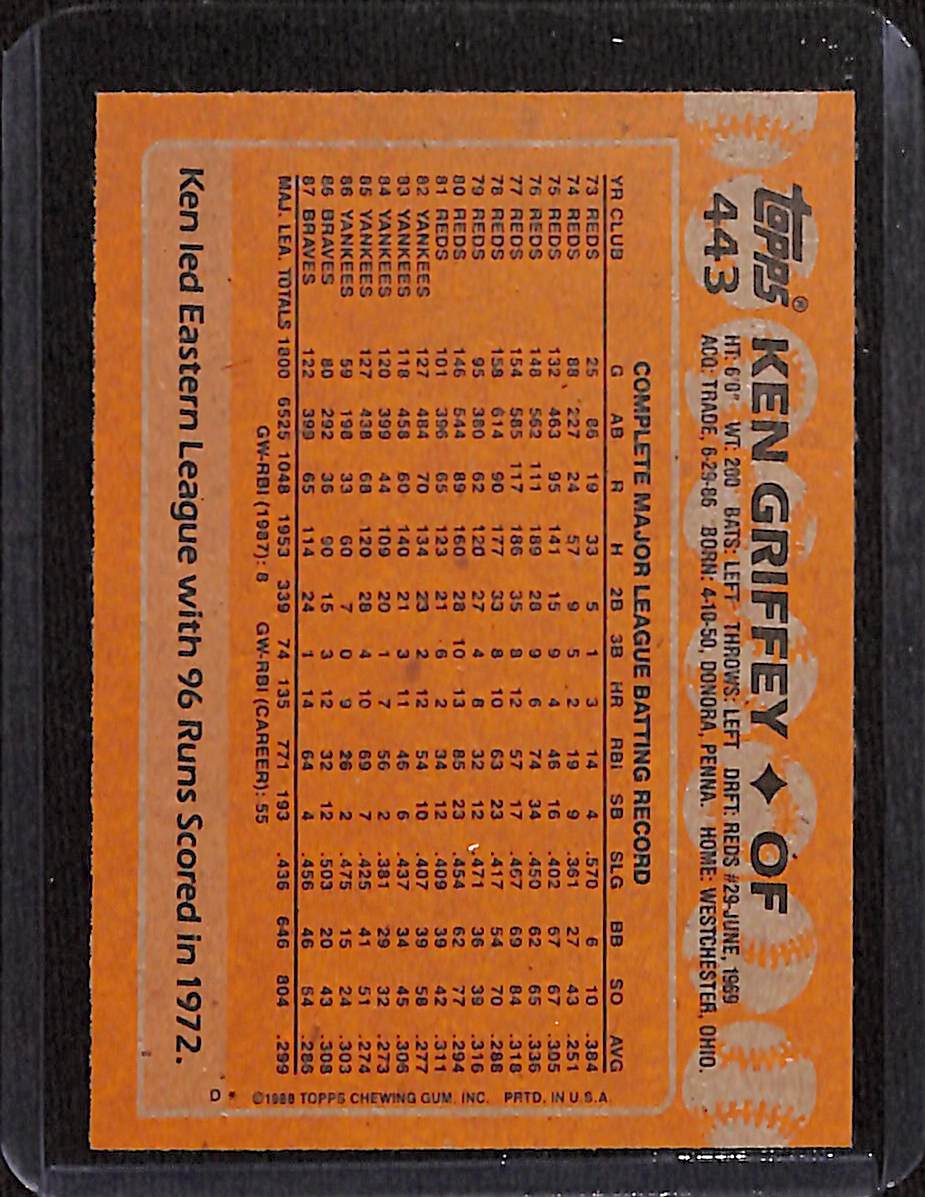 topps® KEN GRIFFEY ✦ OF
443 HT: 6'0" WT: 200 BATS: LEFT THROWS: LEFT DRFT: REDS #29-JUNE, 1969
ACQ: TRADE, 6-29-86 BORN: 4-10-50, DONORA, PENNA. HOME: WESTCHESTER, OHIO.
COMPLETE MAJOR LEAGUE BATTING RECORD
YR CLUB G AB R H 2B 3B HR RBI SB SLG BB SO AVG
73 REDS 25 86 19 33 5 1 3 14 4 .570 6 10 .384
74 REDS 88 227 24 57 9 5 2 19 9 .361 27 43 .251
75 REDS 132 463 95 141 15 9 4 46 16 .402 67 67 .305
76 REDS 148 562 111 189 28 9 6 74 34 .450 62 65 .336
77 REDS 154 585 117 186 35 8 12 57 17 .467 69 84 .318
78 REDS 158 614 90 177 33 8 10 63 23 .417 54 70 .288
79 REDS 95 380 62 120 27 4 8 32 12 .471 36 39 .316
80 REDS 146 544 89 160 28 10 13 85 23 .454 62 77 .294
81 REDS 101 396 65 123 21 6 2 34 12 .409 39 42 .311
82 YANKEES 127 484 70 134 23 2 12 54 10 .407 39 58 .277
83 YANKEES 118 458 60 140 21 3 11 46 6 .437 34 45 .306
84 YANKEES 120 399 44 109 20 1 7 56 2 .381 29 32 .273
85 YANKEES 127 438 68 120 28 4 10 69 7 .425 41 51 .274
86 YANKEES 59 198 33 60 7 0 9 26 2 .475 15 24 .303
86 BRAVES 80 292 36 90 15 3 12 32 12 .503 20 43 .308
87 BRAVES 122 399 65 114 24 1 14 64 4 .456 46 54 .286
MAJ. LEA. TOTALS 1800 6525 1048 1953 339 74 135 771 193 .436 646 804 .299
GW-RBI (1987): 8 GW-RBI (CAREER): 55
Ken led Eastern League with 96 Runs Scored in 1972.
©1988 TOPPS CHEWING GUM, INC. PRTD. IN U.S.A.
D*